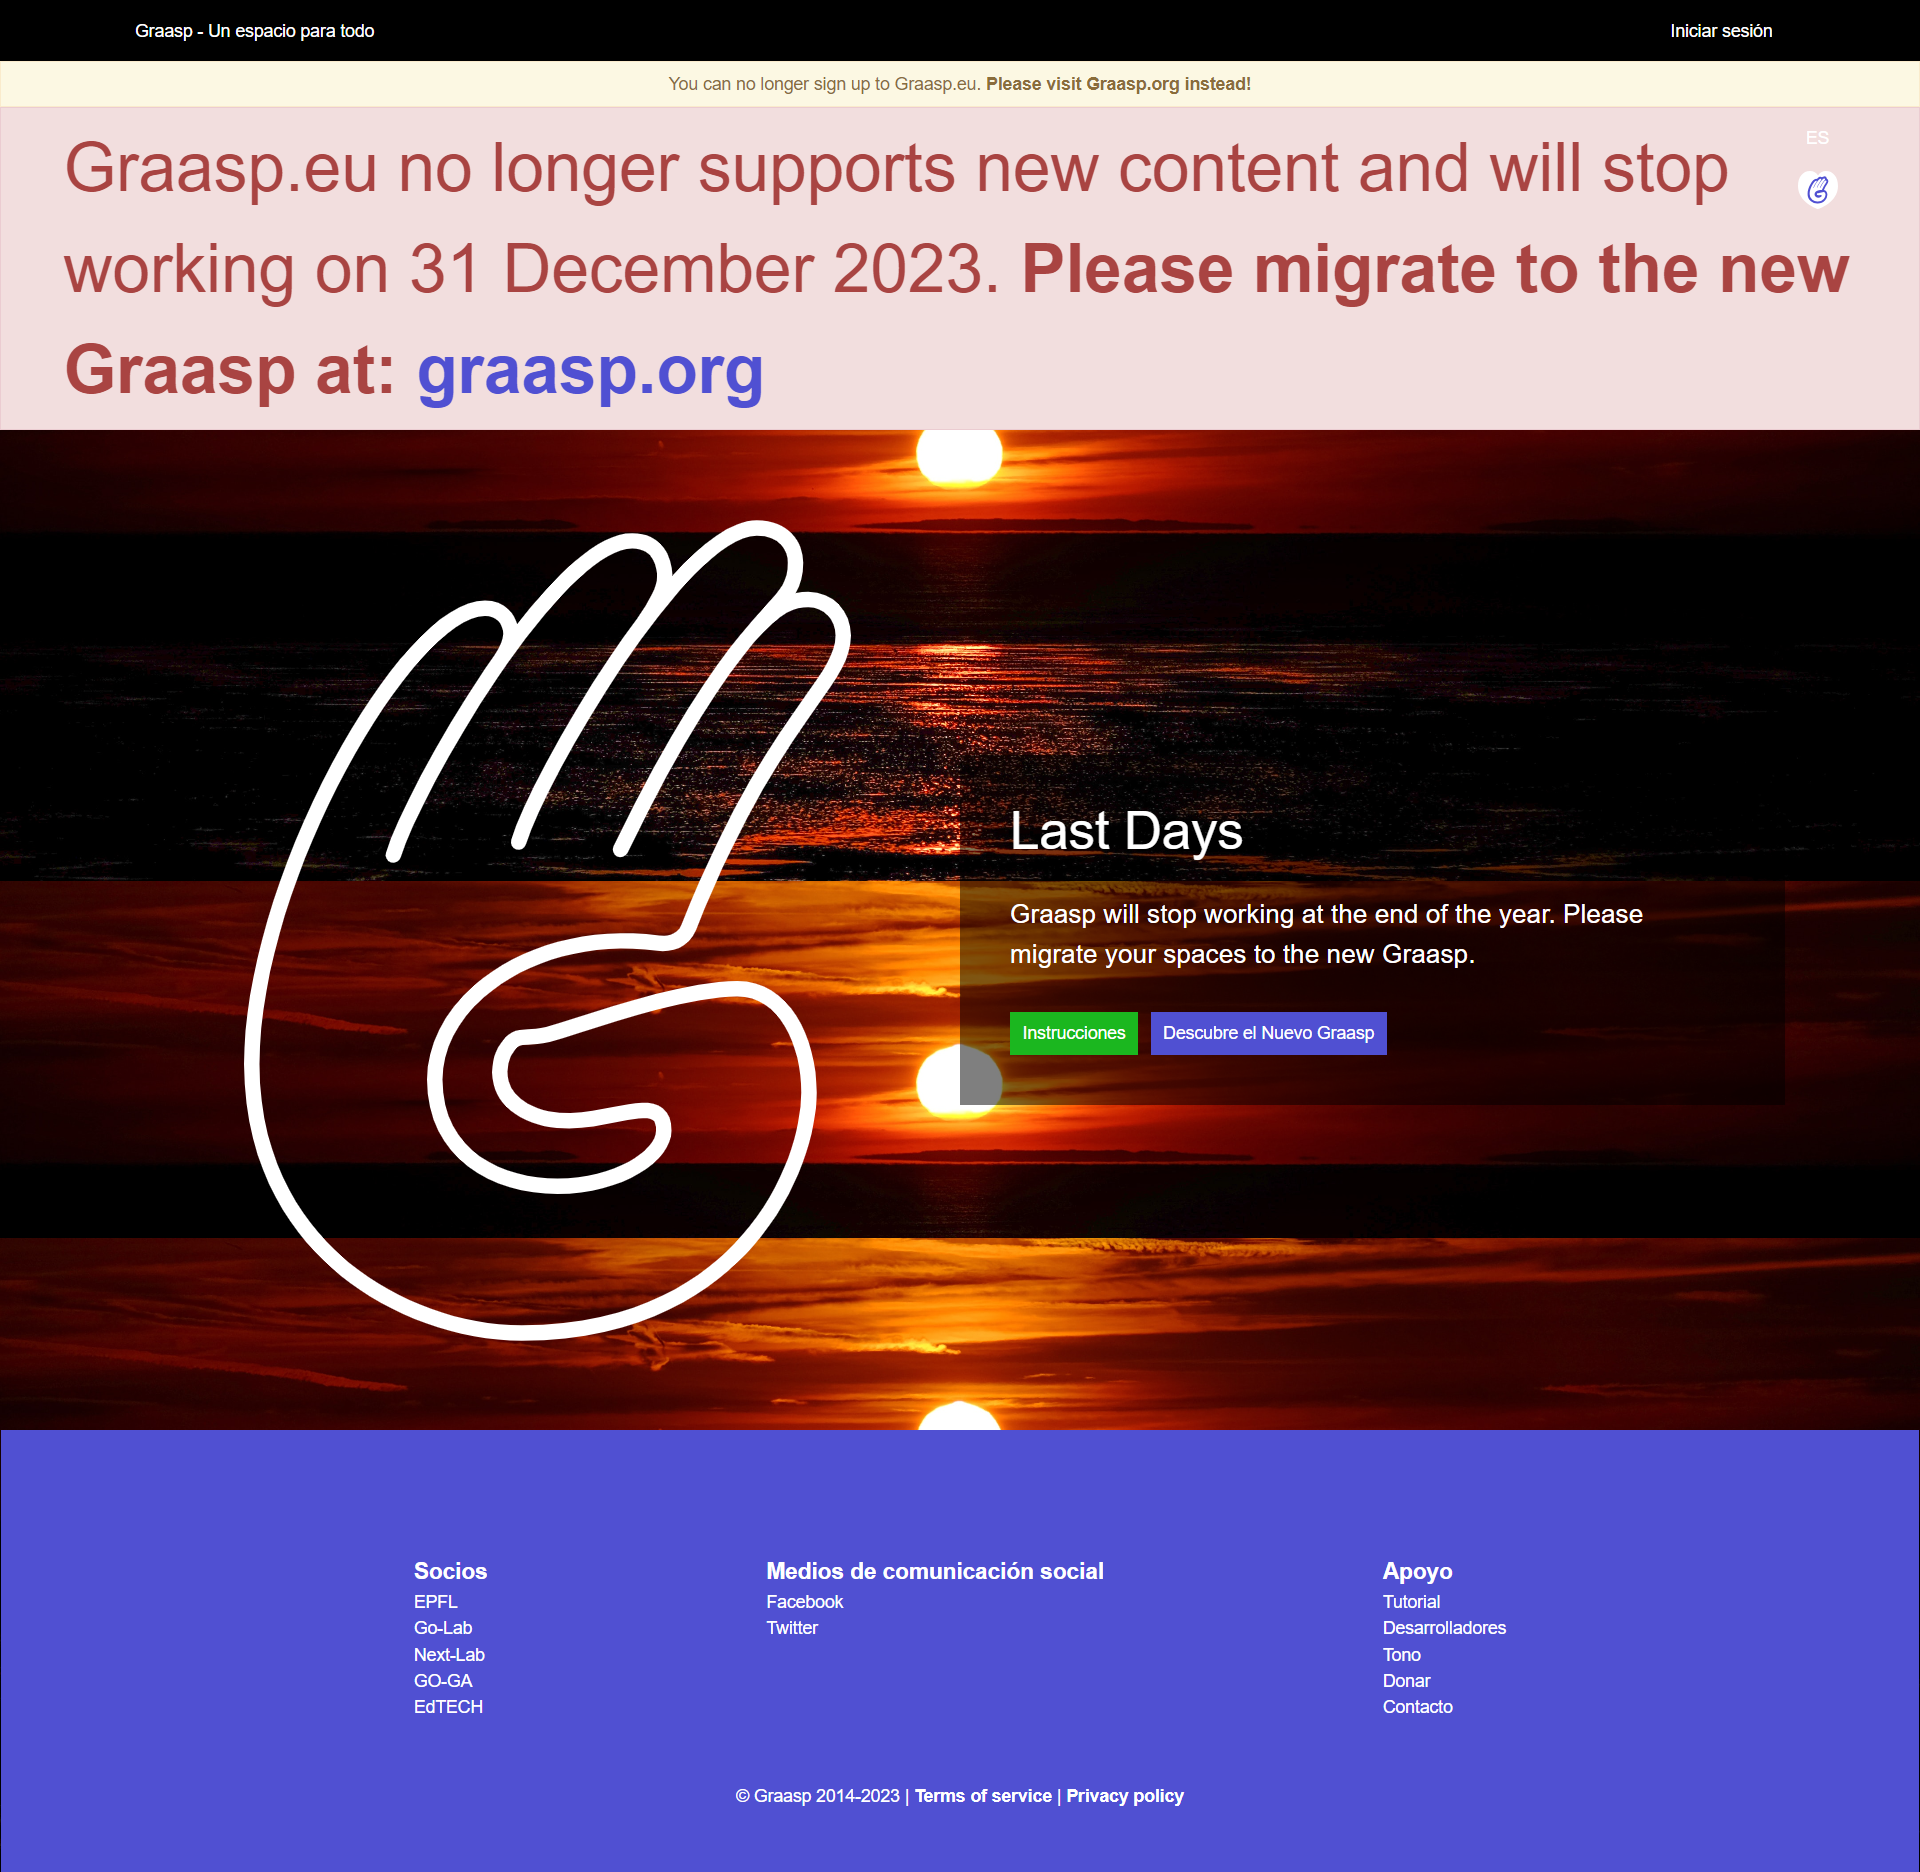 Graasp - Un espacio para todo
Iniciar sesión
You can no longer sign up to Graasp.eu. Please visit Graasp.org instead!
ES
Graasp.eu no longer supports new content and will stop
working on 31 December 2023. Please migrate to the new
Graasp at: graasp.org
Last Days
Graasp will stop working at the end of the year. Please
migrate your spaces to the new Graasp.
Instrucciones
Descubre el Nuevo Graasp
Socios
EPFL
Go-Lab
Next-Lab
GO-GA
EdTECH
Medios de comunicación social
Facebook
Twitter
Apoyo
Tutorial
Desarrolladores
Tono
Donar
Contacto
© Graasp 2014-2023 | Terms of service | Privacy policy